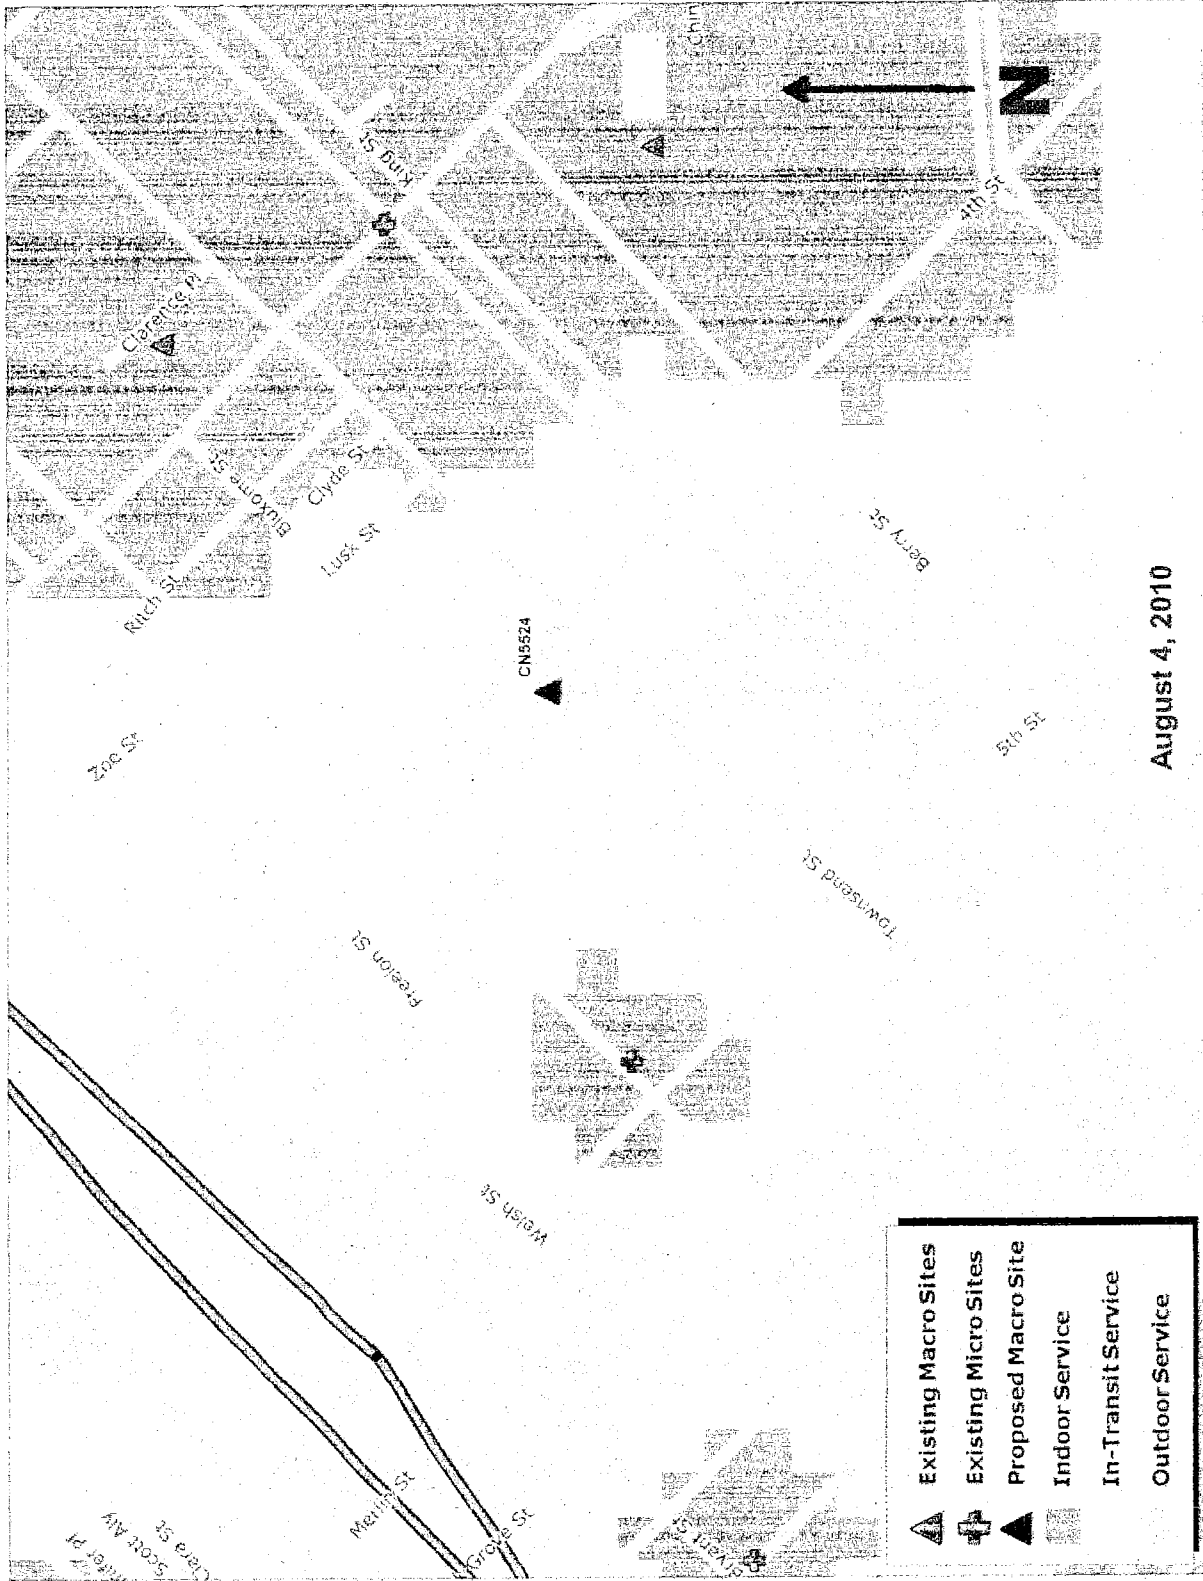 Chin
King St
4th St
Clarence Pl
Bluxome St
Clyde St
Lusk St
Ritch St
Berry St
CN5524
Zoe St
5th St
Townsend St
Freelon St
Welsh St
Merlin St
Grove St
Clara St
Scott Aly
N
August 4, 2010
Existing Macro Sites
Existing Micro Sites
Proposed Macro Site
Indoor Service
In-Transit Service
Outdoor Service